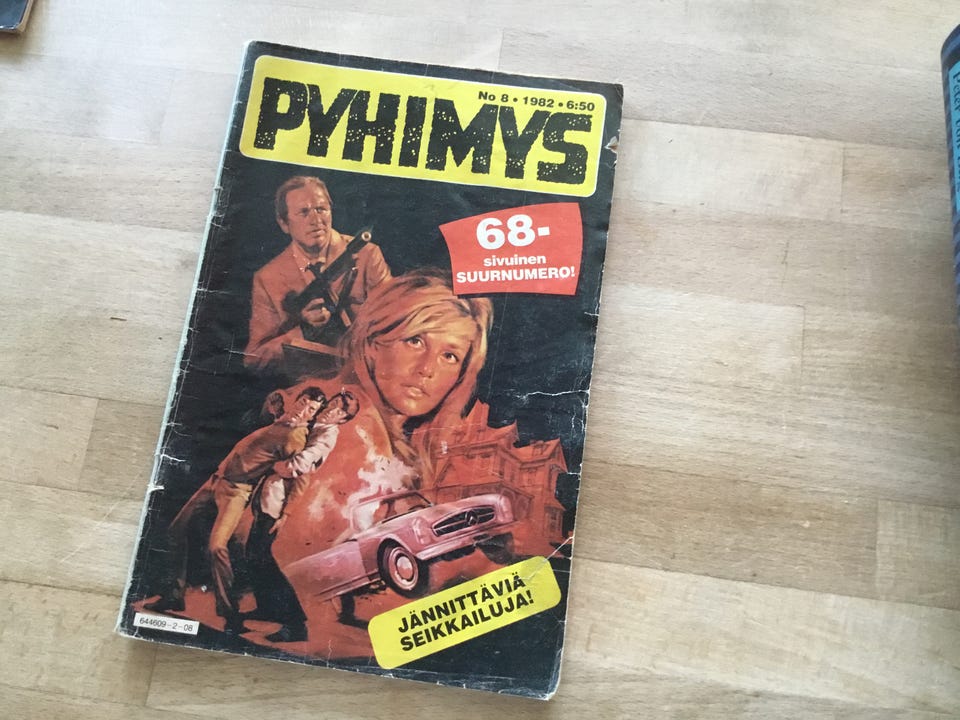 No 8 • 1982 • 6:50
PYHIMYS
68-
sivuinen
SUURNUMERO!
JÄNNITTÄVIÄ
SEIKKAILUJA!
644609-2-08